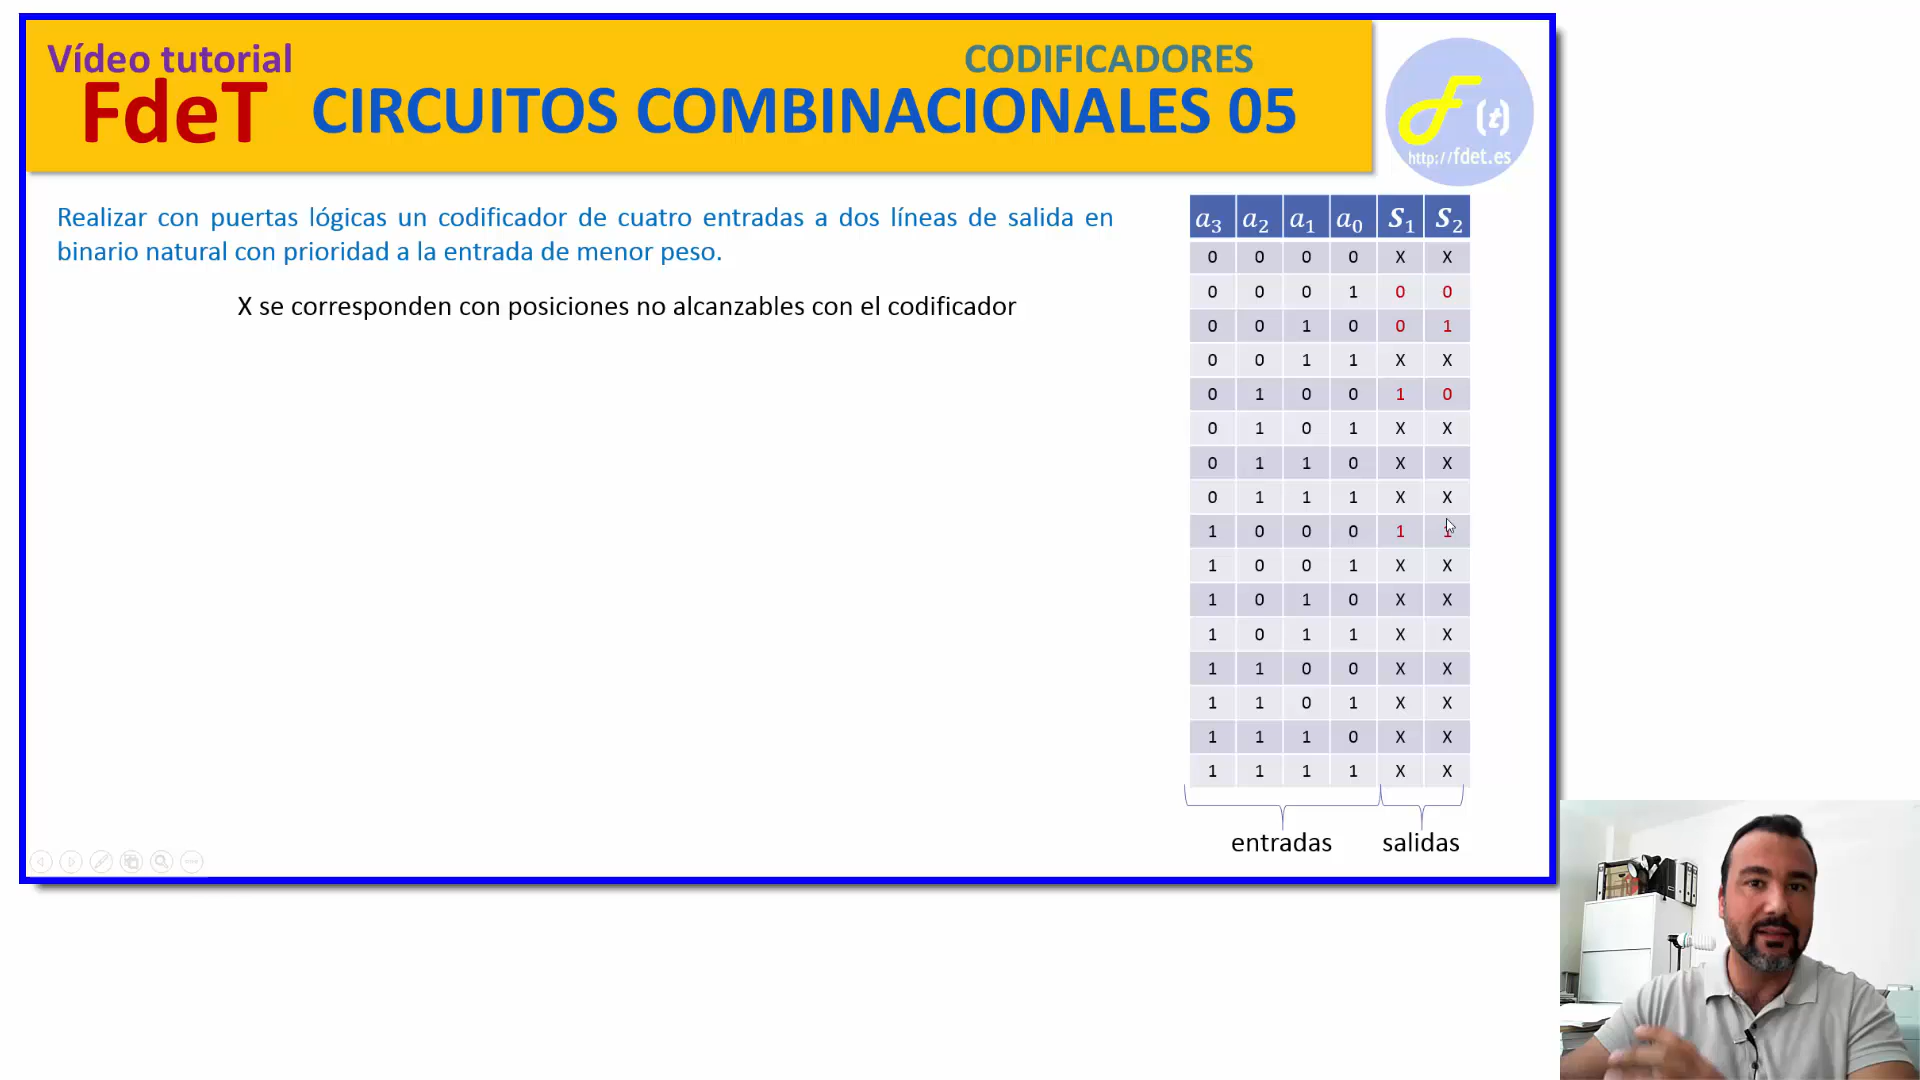 Vídeo tutorial
FdeT
CODIFICADORES
CIRCUITOS COMBINACIONALES 05
F(t)
http://fdet.es
Realizar con puertas lógicas un codificador de cuatro entradas a dos líneas de salida en
binario natural con prioridad a la entrada de menor peso.
X se corresponden con posiciones no alcanzables con el codificador
a3 a2 a1 a0 S1 S2
0 0 0 0 X X
0 0 0 1 0 0
0 0 1 0 0 1
0 0 1 1 X X
0 1 0 0 1 0
0 1 0 1 X X
0 1 1 0 X X
0 1 1 1 X X
1 0 0 0 1 1
1 0 0 1 X X
1 0 1 0 X X
1 0 1 1 X X
1 1 0 0 X X
1 1 0 1 X X
1 1 1 0 X X
1 1 1 1 X X
entradas salidas